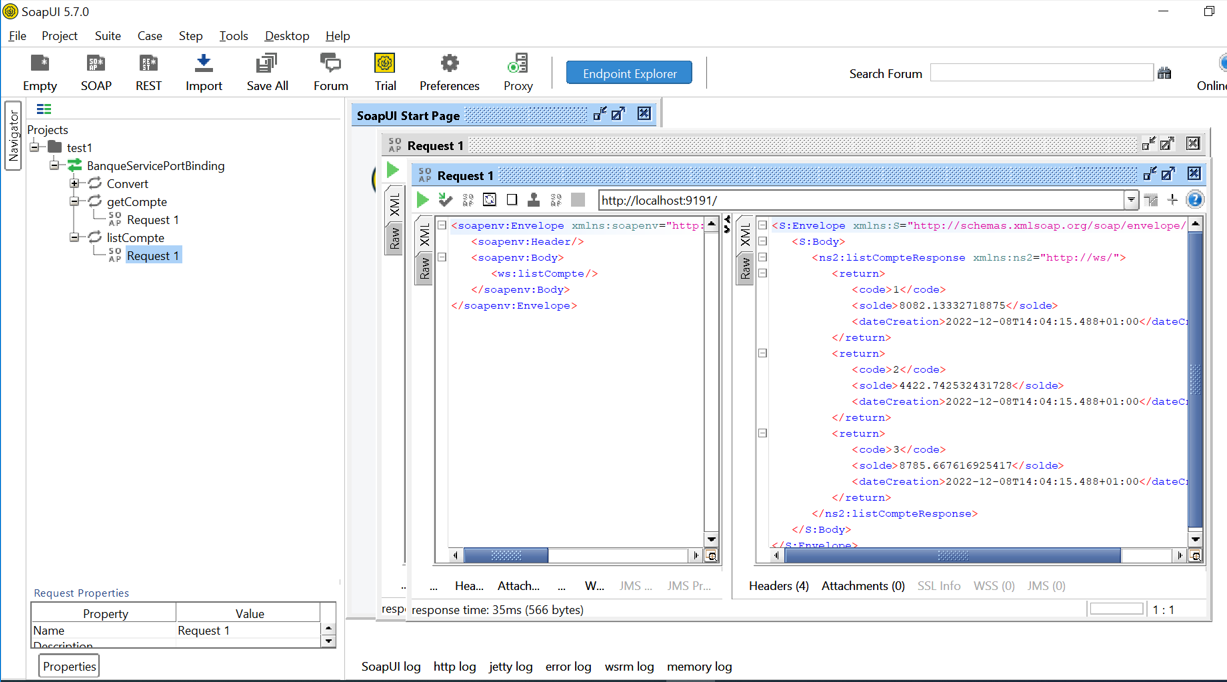 SoapUI 5.7.0
File Project Suite Case Step Tools Desktop Help
Empty SOAP REST Import Save All Forum Trial Preferences Proxy Endpoint Explorer Search Forum Online
Navigator
Projects
test1
BanqueServicePortBinding
Convert
getCompte
Request 1
listCompte
Request 1
Request Properties
Property Value
Name Request 1
Description
Properties
SoapUI Start Page
Request 1
XML
Raw
Request 1
http://localhost:9191/
XML
Raw
<soapenv:Envelope xmlns:soapenv="http:
<soapenv:Header/>
<soapenv:Body>
<ws:listCompte/>
</soapenv:Body>
</soapenv:Envelope>
XML
Raw
<S:Envelope xmlns:S="http://schemas.xmlsoap.org/soap/envelope/
<S:Body>
<ns2:listCompteResponse xmlns:ns2="http://ws/">
<return>
<code>1</code>
<solde>8082.13332718875</solde>
<dateCreation>2022-12-08T14:04:15.488+01:00</dateCr
</return>
<return>
<code>2</code>
<solde>4422.742532431728</solde>
<dateCreation>2022-12-08T14:04:15.488+01:00</dateCr
</return>
<return>
<code>3</code>
<solde>8785.667616925417</solde>
<dateCreation>2022-12-08T14:04:15.488+01:00</dateCr
</return>
</ns2:listCompteResponse>
</S:Body>
</S:Envelope>
... Hea... Attach... ... W... JMS ... JMS Pr...
Headers (4) Attachments (0) SSL Info WSS (0) JMS (0)
resp
response time: 35ms (566 bytes)
1 : 1
SoapUI log http log jetty log error log wsrm log memory log